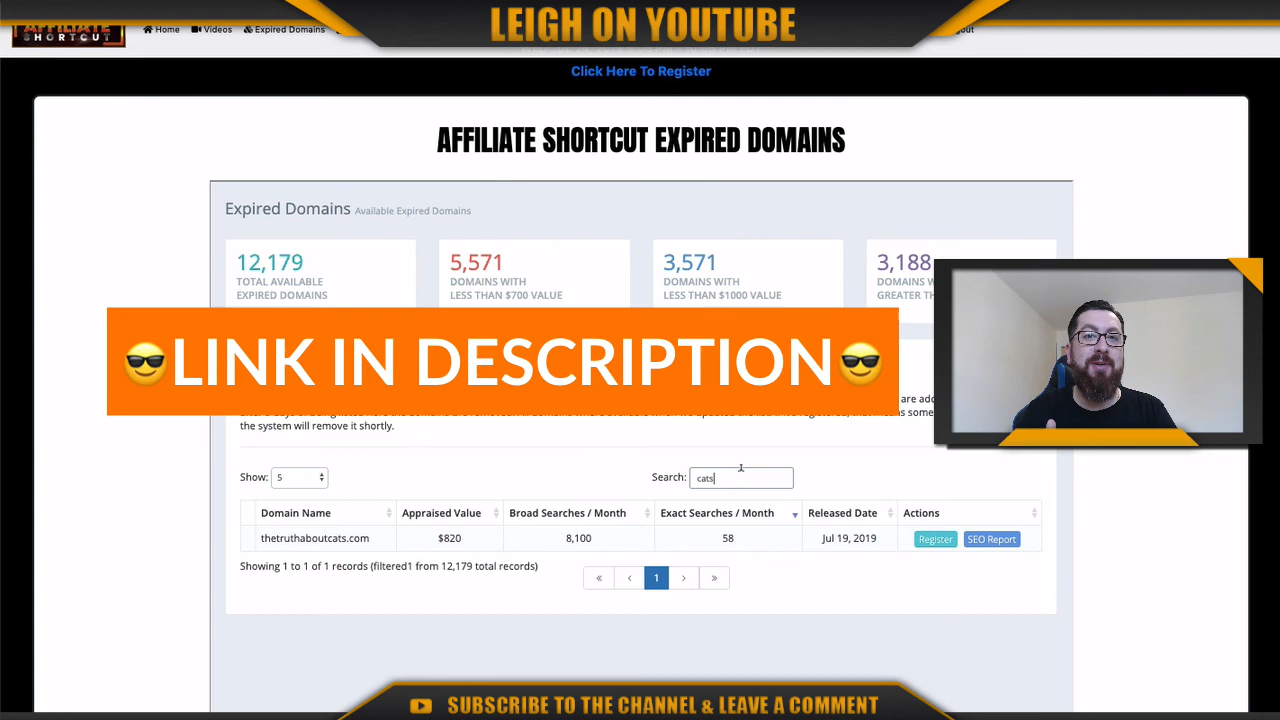 LEIGH ON YOUTUBE
AFFILIATE
SHORTCUT
Home
Videos
Expired Domains
Click Here To Register
AFFILIATE SHORTCUT EXPIRED DOMAINS
Expired Domains Available Expired Domains
12,179
TOTAL AVAILABLE
EXPIRED DOMAINS
5,571
DOMAINS WITH
LESS THAN $700 VALUE
3,571
DOMAINS WITH
LESS THAN $1000 VALUE
3,188
DOMAINS
GREATER
😎LINK IN DESCRIPTION😎
the system will remove it shortly.
Show: 5
Search: cats
Domain Name Appraised Value Broad Searches / Month Exact Searches / Month Released Date Actions
thetruthaboutcats.com $820 8,100 58 Jul 19, 2019 Register SEO Report
Showing 1 to 1 of 1 records (filtered1 from 12,179 total records)
« ‹ 1 › »
SUBSCRIBE TO THE CHANNEL & LEAVE A COMMENT